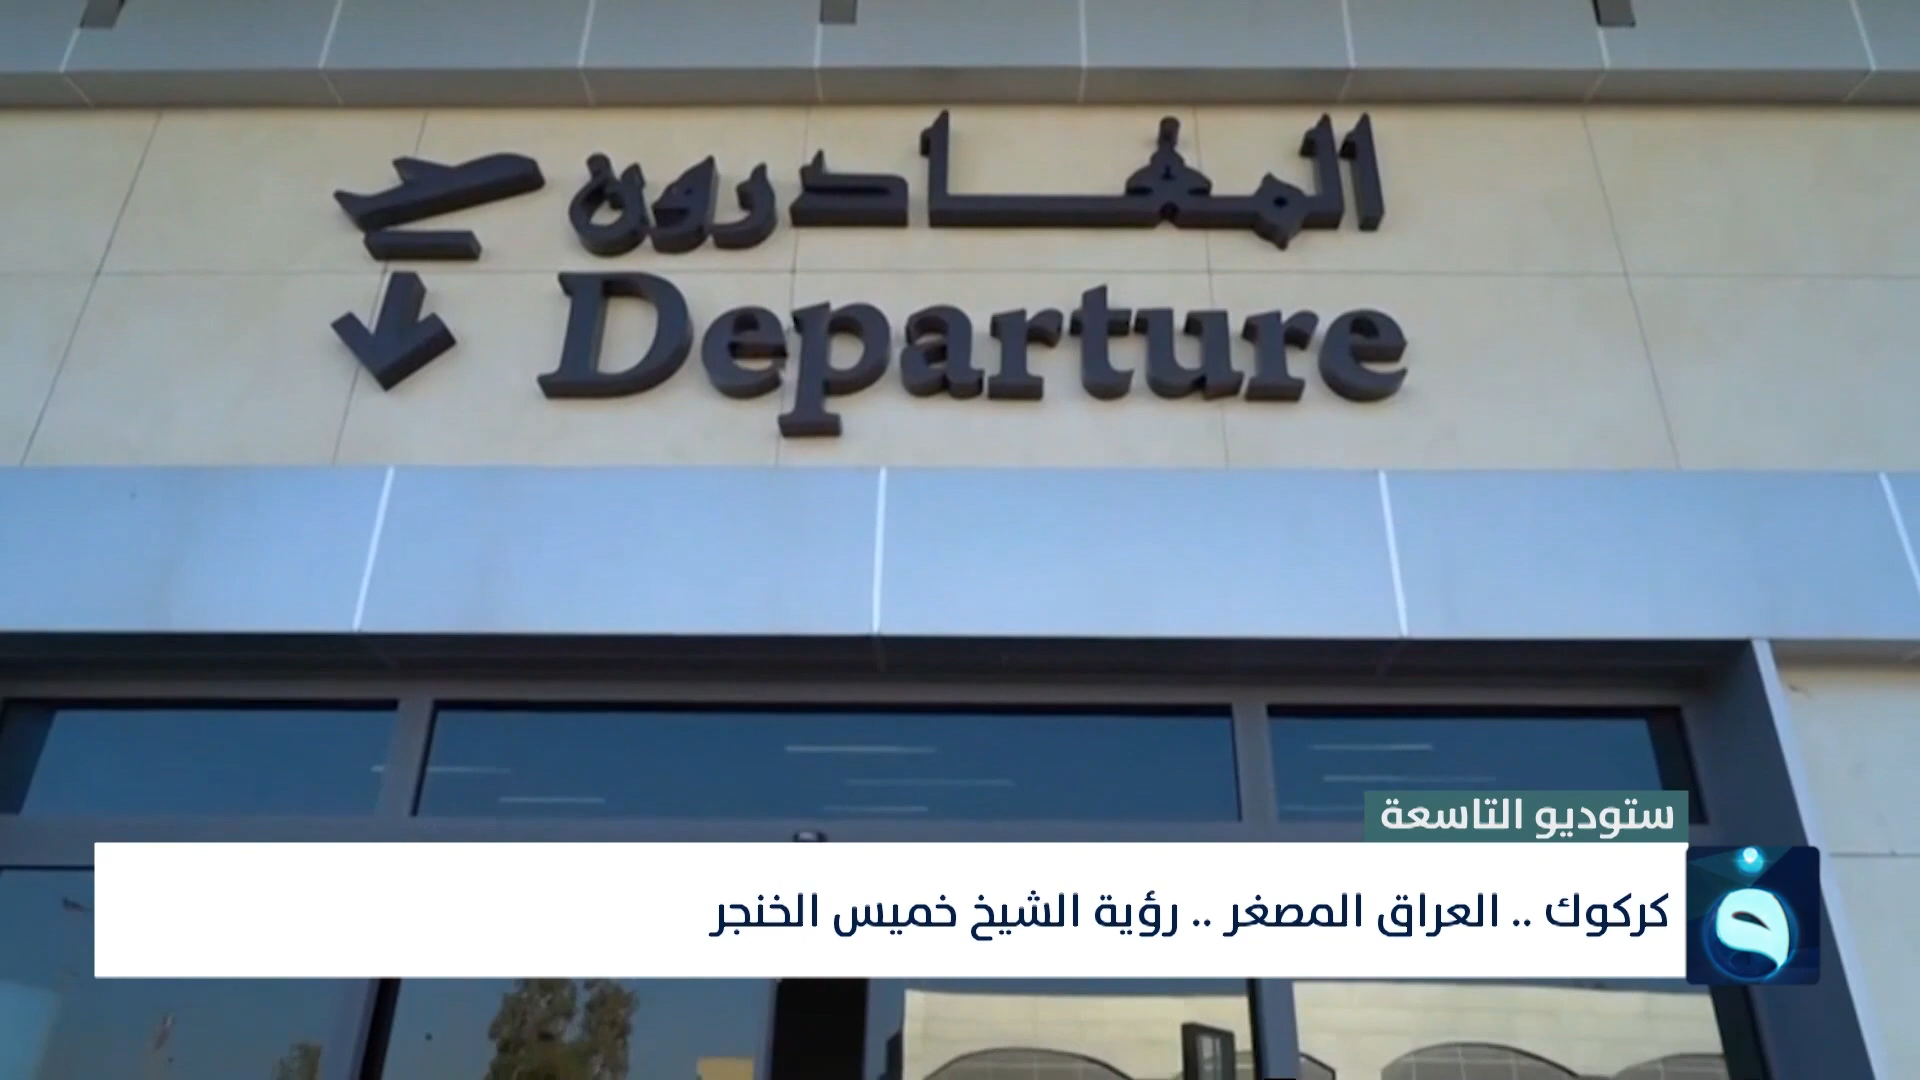 المغادرون
Departure
ستوديو التاسعة
كركوك .. العراق المصغر .. رؤية الشيخ خميس الخنجر